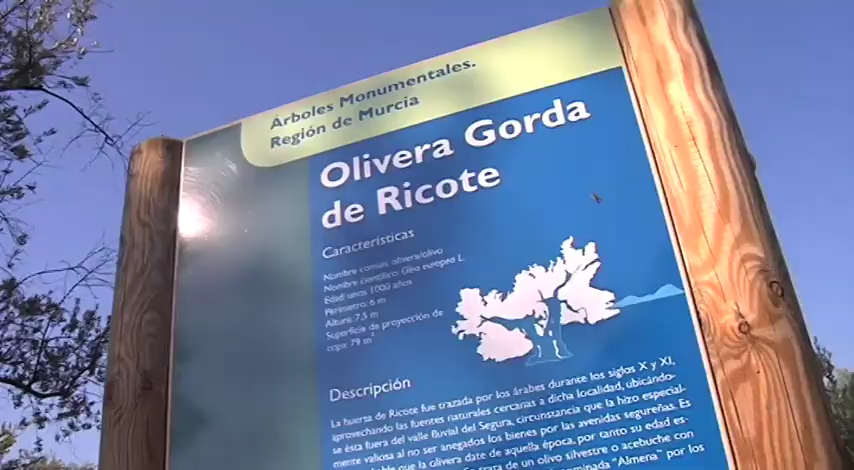 Árboles Monumentales.
Región de Murcia
Olivera Gorda
de Ricote
Características
Nombre común: olivera/olivo
Nombre científico: Olea europaea L.
Edad: unos 1000 años
Perímetro: 6 m
Altura: 7.5 m
Superficie de proyección de
copa: 79 m²
Descripción
La huerta de Ricote fue trazada por los árabes durante los siglos X y XI,
aprovechando las fuentes naturales cercanas a dicha localidad, ubicándo-
se ésta fuera del valle fluvial del Segura, circunstancia que la hizo especial-
mente valiosa al no ser anegados los bienes por las avenidas segureñas. Es
que la olivera date de aquella época, por tanto su edad es-
trata de un olivo silvestre o acebuche con
"Almena" por los